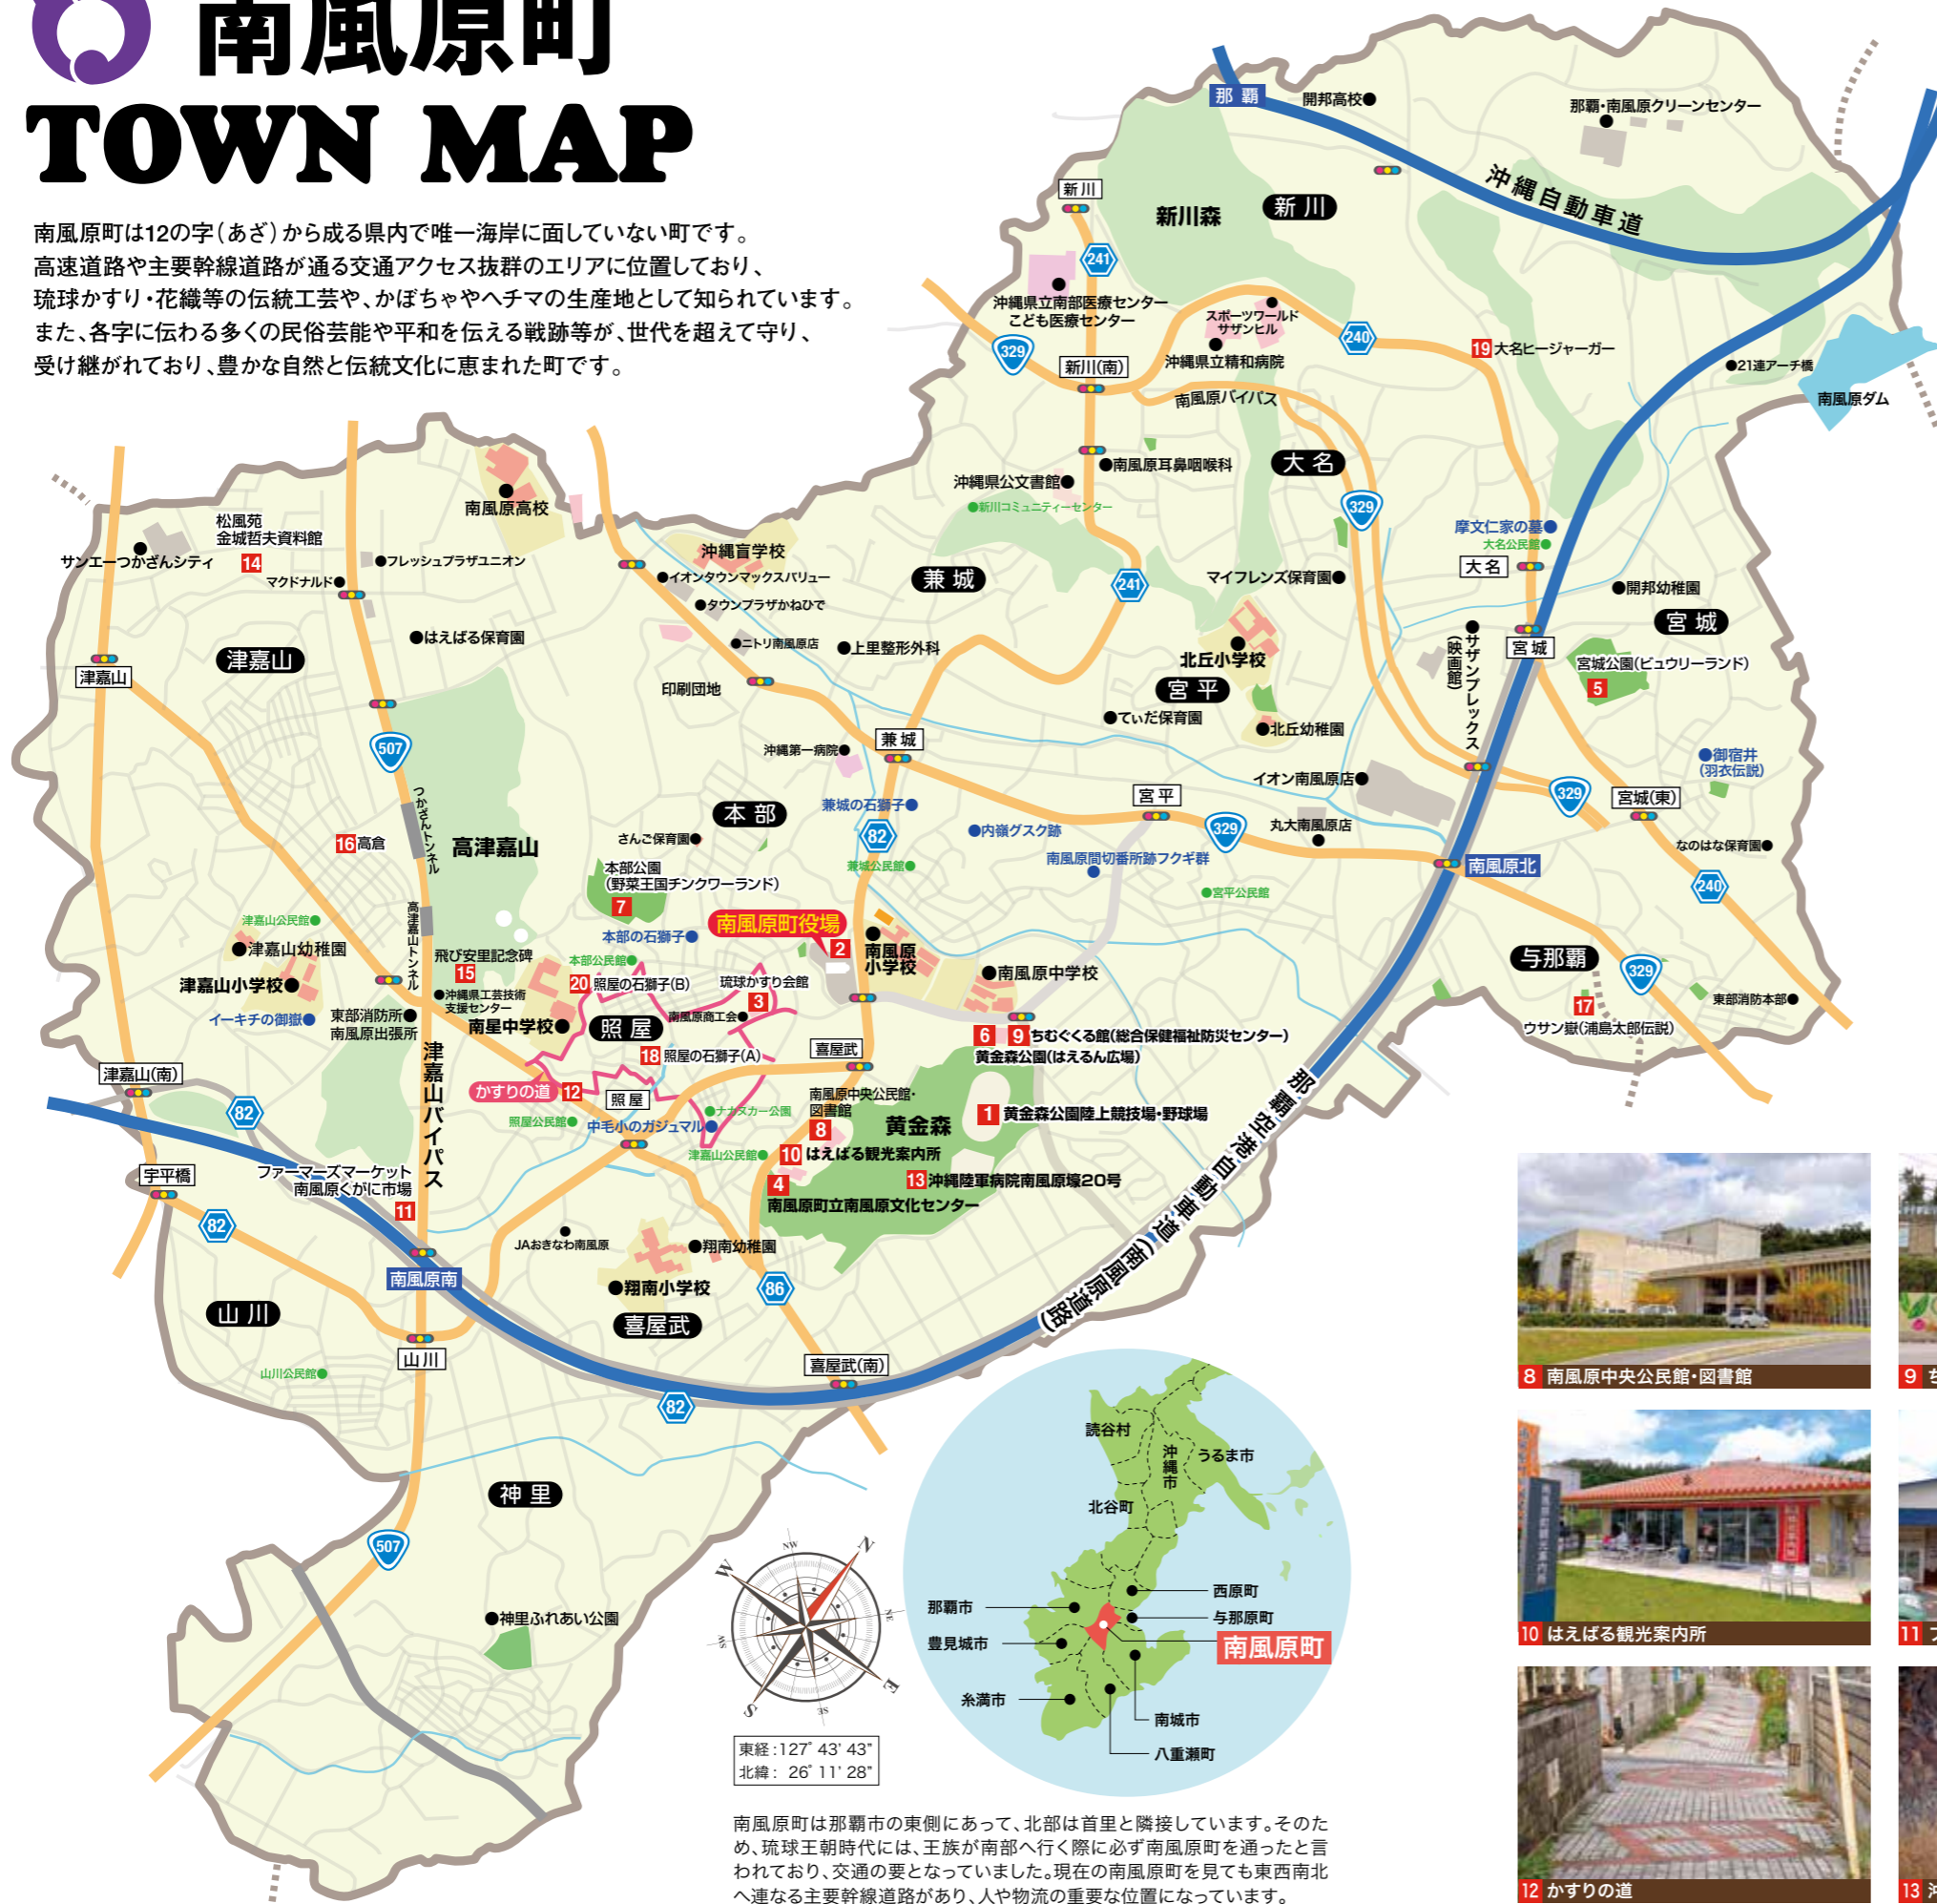 南風原町
TOWN MAP
南風原町は12の字(あざ)から成る県内で唯一海岸に面していない町です。
高速道路や主要幹線道路が通る交通アクセス抜群のエリアに位置しており、
琉球かすり・花織等の伝統工芸や、かぼちゃやヘチマの生産地として知られています。
また、各字に伝わる多くの民俗芸能や平和を伝える戦跡等が、世代を超えて守り、
受け継がれており、豊かな自然と伝統文化に恵まれた町です。
那覇
開邦高校
那覇・南風原クリーンセンター
沖縄自動車道
新川
新川森
新川
241
沖縄県立南部医療センター
こども医療センター
スポーツワールド
サザンヒル
329
240
沖縄県立精和病院
19 大名ヒージャーガー
新川(南)
21連アーチ橋
南風原バイパス
南風原ダム
南風原耳鼻咽喉科
大名
沖縄県公文書館
新川コミュニティーセンター
329
南風原高校
松風苑
金城哲夫資料館
14
サンエーつかざんシティ
フレッシュプラザユニオン
マクドナルド
沖縄盲学校
イオンタウンマックスバリュー
タウンプラザかねひで
兼城
241
摩文仁家の墓
大名公民館
大名
マイフレンズ保育園
開邦幼稚園
宮城
はえばる保育園
ニトリ南風原店
上里整形外科
津嘉山
津嘉山
印刷団地
北丘小学校
宮平
サザンプレックス
(映画館)
宮城
宮城公園(ピュウリーランド)
5
ていだ保育園
北丘幼稚園
507
沖縄第一病院
兼城
イオン南風原店
御宿井
(羽衣伝説)
つかざんトンネル
本部
兼城の石獅子
宮平
329
宮城(東)
16 高倉
高津嘉山
さんご保育園
82
内嶺グスク跡
329
丸大南風原店
なのはな保育園
本部公園
(野菜王国チンクワーランド)
7
兼城公民館
南風原間切番所跡フクギ群
南風原北
宮平公民館
240
津嘉山公民館
高津嘉山トンネル
南風原町役場
2
本部の石獅子
南風原
小学校
津嘉山幼稚園
飛び安里記念碑
15
本部公民館
与那覇
329
津嘉山小学校
沖縄県工芸技術
支援センター
20 照屋の石獅子(B)
琉球かすり会館
3
南風原中学校
17
ウサン嶽(浦島太郎伝説)
東部消防本部
イーキチの御嶽
東部消防所
南風原出張所
南星中学校
照屋
南風原商工会
6
9 ちむぐくる館(総合保健福祉防災センター)
黄金森公園(はえるん広場)
18 照屋の石獅子(A)
喜屋武
津嘉山(南)
82
津嘉山バイパス
かすりの道 12
照屋
南風原中央公民館・
図書館
8
黄金森
1 黄金森公園陸上競技場・野球場
照屋公民館
中毛小のガジュマル
ナカヌカー公園
津嘉山公民館
10 はえばる観光案内所
4
南風原町立南風原文化センター
13 沖縄陸軍病院南風原壕20号
宇平橋
ファーマーズマーケット
南風原くがに市場
11
82
JAおきなわ南風原
翔南幼稚園
那覇空港自動車道(南風原道路)
南風原南
翔南小学校
86
山川
喜屋武
山川
喜屋武(南)
山川公民館
82
神里
507
神里ふれあい公園
N
NE
E
SE
S
SW
W
NW
東経:127° 43' 43"
北緯: 26° 11' 28"
読谷村
沖縄市
うるま市
北谷町
西原町
那覇市
与那原町
豊見城市
南風原町
糸満市
南城市
八重瀬町
南風原町は那覇市の東側にあって、北部は首里と隣接しています。そのた
め、琉球王朝時代には、王族が南部へ行く際に必ず南風原町を通ったと言
われており、交通の要となっていました。現在の南風原町を見ても東西南北
へ連なる主要幹線道路があり、人や物流の重要な位置になっています。
8 南風原中央公民館・図書館
9 ち
南風原町観光案内所
10 はえばる観光案内所
11 フ
12 かすりの道
13 沖